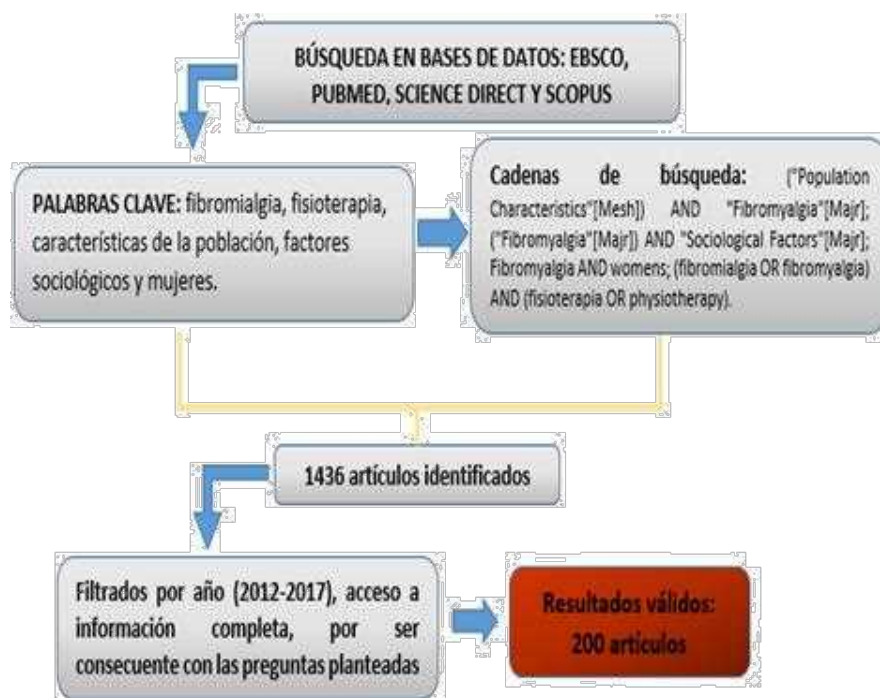 BÚSQUEDA EN BASES DE DATOS: EBSCO,
PUBMED, SCIENCE DIRECT Y SCOPUS
PALABRAS CLAVE: fibromialgia, fisioterapia,
características de la población, factores
sociológicos y mujeres.
Cadenas de búsqueda: ("Population
Characteristics"[Mesh]) AND "Fibromyalgia"[Majr];
("Fibromyalgia"[Majr]) AND "Sociological Factors"[Majr];
Fibromyalgia AND womens; (fibromialgia OR fibromyalgia)
AND (fisioterapia OR physiotherapy).
1436 artículos identificados
Filtrados por año (2012-2017), acceso a
información completa, por ser
consecuente con las preguntas planteadas
Resultados válidos:
200 artículos